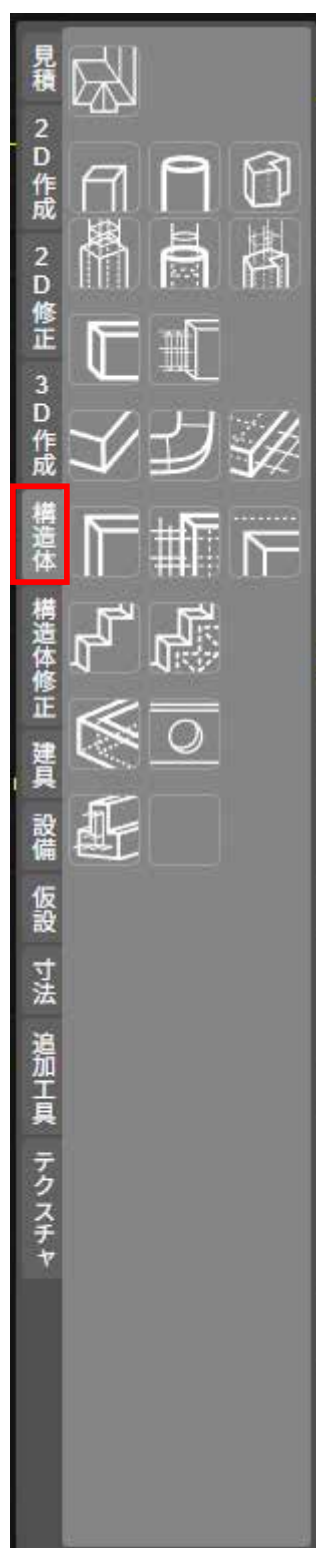 見積
2D作成
2D修正
3D作成
構造体
構造体修正
建具
設備
仮設
寸法
追加工具
テクスチャ